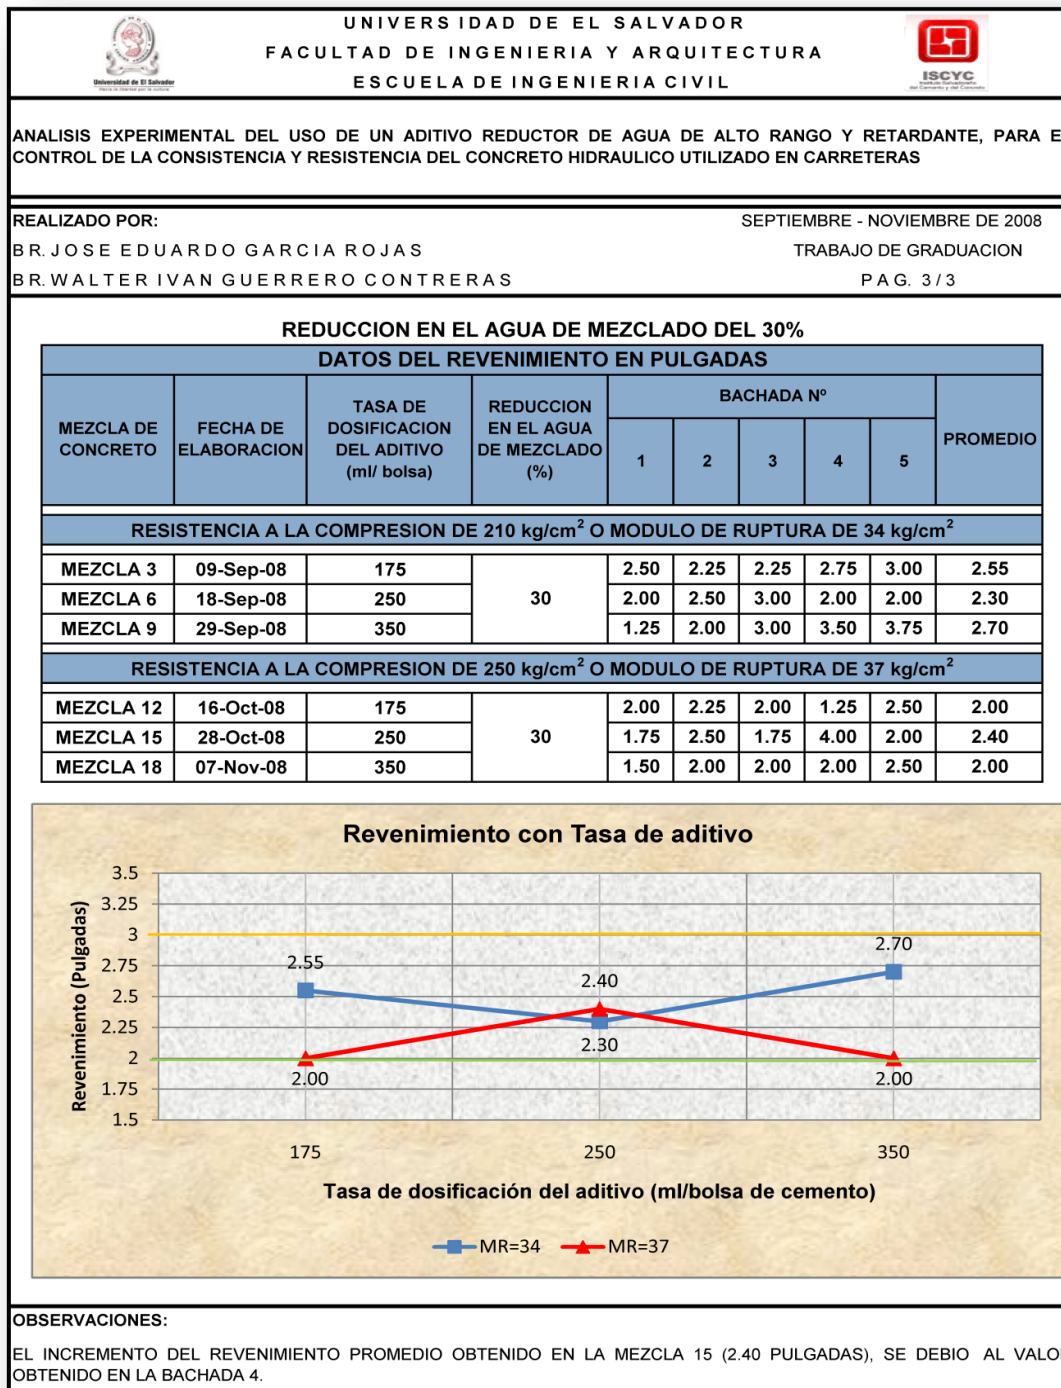 UNIVERSIDAD DE EL SALVADOR
FACULTAD DE INGENIERIA Y ARQUITECTURA
ESCUELA DE INGENIERIA CIVIL
Universidad de El Salvador
Hacia la libertad por la cultura
ISCYC
Instituto Salvadoreño
del Cemento y del Concreto
ANALISIS EXPERIMENTAL DEL USO DE UN ADITIVO REDUCTOR DE AGUA DE ALTO RANGO Y RETARDANTE, PARA E
CONTROL DE LA CONSISTENCIA Y RESISTENCIA DEL CONCRETO HIDRAULICO UTILIZADO EN CARRETERAS
REALIZADO POR: SEPTIEMBRE - NOVIEMBRE DE 2008
BR. JOSE EDUARDO GARCIA ROJAS TRABAJO DE GRADUACION
BR. WALTER IVAN GUERRERO CONTRERAS PAG. 3/3
REDUCCION EN EL AGUA DE MEZCLADO DEL 30%
DATOS DEL REVENIMIENTO EN PULGADAS
MEZCLA DE CONCRETO FECHA DE ELABORACION TASA DE DOSIFICACION DEL ADITIVO (ml/ bolsa) REDUCCION EN EL AGUA DE MEZCLADO (%) BACHADA Nº PROMEDIO
1 2 3 4 5
RESISTENCIA A LA COMPRESION DE 210 kg/cm² O MODULO DE RUPTURA DE 34 kg/cm²
MEZCLA 3 09-Sep-08 175 2.50 2.25 2.25 2.75 3.00 2.55
MEZCLA 6 18-Sep-08 250 30 2.00 2.50 3.00 2.00 2.00 2.30
MEZCLA 9 29-Sep-08 350 1.25 2.00 3.00 3.50 3.75 2.70
RESISTENCIA A LA COMPRESION DE 250 kg/cm² O MODULO DE RUPTURA DE 37 kg/cm²
MEZCLA 12 16-Oct-08 175 2.00 2.25 2.00 1.25 2.50 2.00
MEZCLA 15 28-Oct-08 250 30 1.75 2.50 1.75 4.00 2.00 2.40
MEZCLA 18 07-Nov-08 350 1.50 2.00 2.00 2.00 2.50 2.00
Revenimiento con Tasa de aditivo
Revenimiento (Pulgadas)
3.5
3.25
3
2.75
2.5
2.25
2
1.75
1.5
2.55
2.40
2.70
2.00
2.30
2.00
175 250 350
Tasa de dosificación del aditivo (ml/bolsa de cemento)
MR=34 MR=37
OBSERVACIONES:
EL INCREMENTO DEL REVENIMIENTO PROMEDIO OBTENIDO EN LA MEZCLA 15 (2.40 PULGADAS), SE DEBIO AL VALO
OBTENIDO EN LA BACHADA 4.